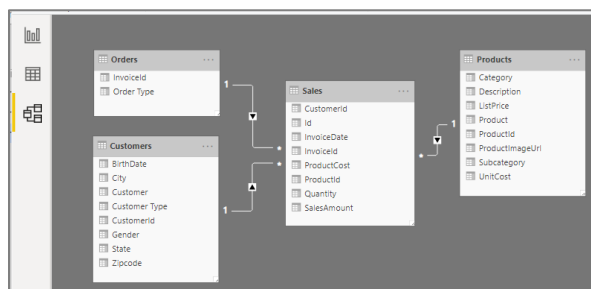 Orders ...
InvoiceId
Order Type
1
Customers ...
BirthDate
City
Customer
Customer Type
CustomerId
Gender
State
Zipcode
1
Sales ...
CustomerId
Id
InvoiceDate
InvoiceId
ProductCost
ProductId
Quantity
SalesAmount
*
*
*
1
Products ...
Category
Description
ListPrice
Product
ProductId
ProductImageUrl
Subcategory
UnitCost